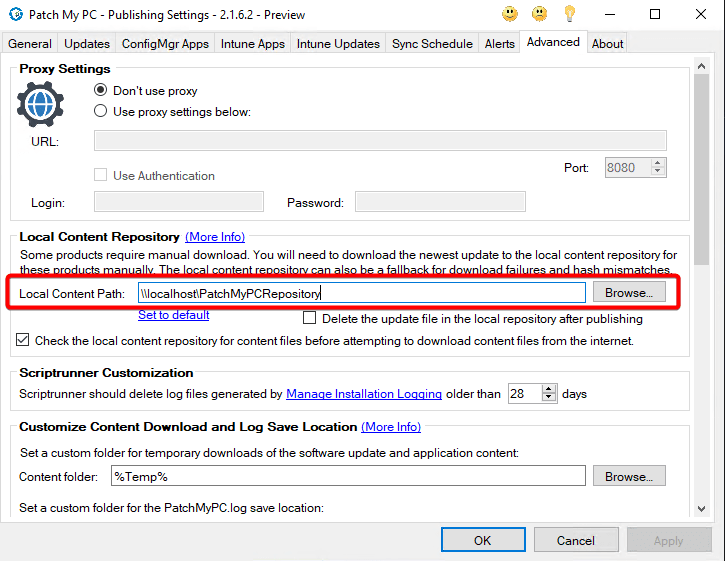 Patch My PC - Publishing Settings - 2.1.6.2 - Preview
General Updates ConfigMgr Apps Intune Apps Intune Updates Sync Schedule Alerts Advanced About
Proxy Settings
Don't use proxy
Use proxy settings below:
URL:
Use Authentication
Port: 8080
Login: Password:
Local Content Repository (More Info)
Some products require manual download. You will need to download the newest update to the local content repository for
these products manually. The local content repository can also be a fallback for download failures and hash mismatches.
Local Content Path: \\localhost\PatchMyPCRepository Browse...
Set to default Delete the update file in the local repository after publishing
Check the local content repository for content files before attempting to download content files from the internet.
Scriptrunner Customization
Scriptrunner should delete log files generated by Manage Installation Logging older than 28 days
Customize Content Download and Log Save Location (More Info)
Set a custom folder for temporary downloads of the software update and application content:
Content folder: %Temp% Browse...
Set a custom folder for the PatchMyPC.log save location:
OK Cancel Apply